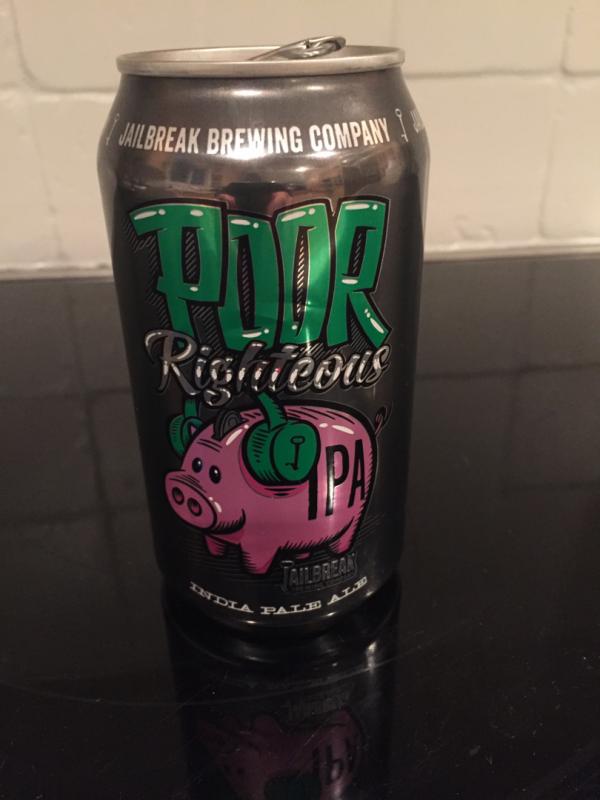 JAILBREAK BREWING COMPANY
POOR
Righteous
IPA
JAILBREAK
INDIA PALE ALE